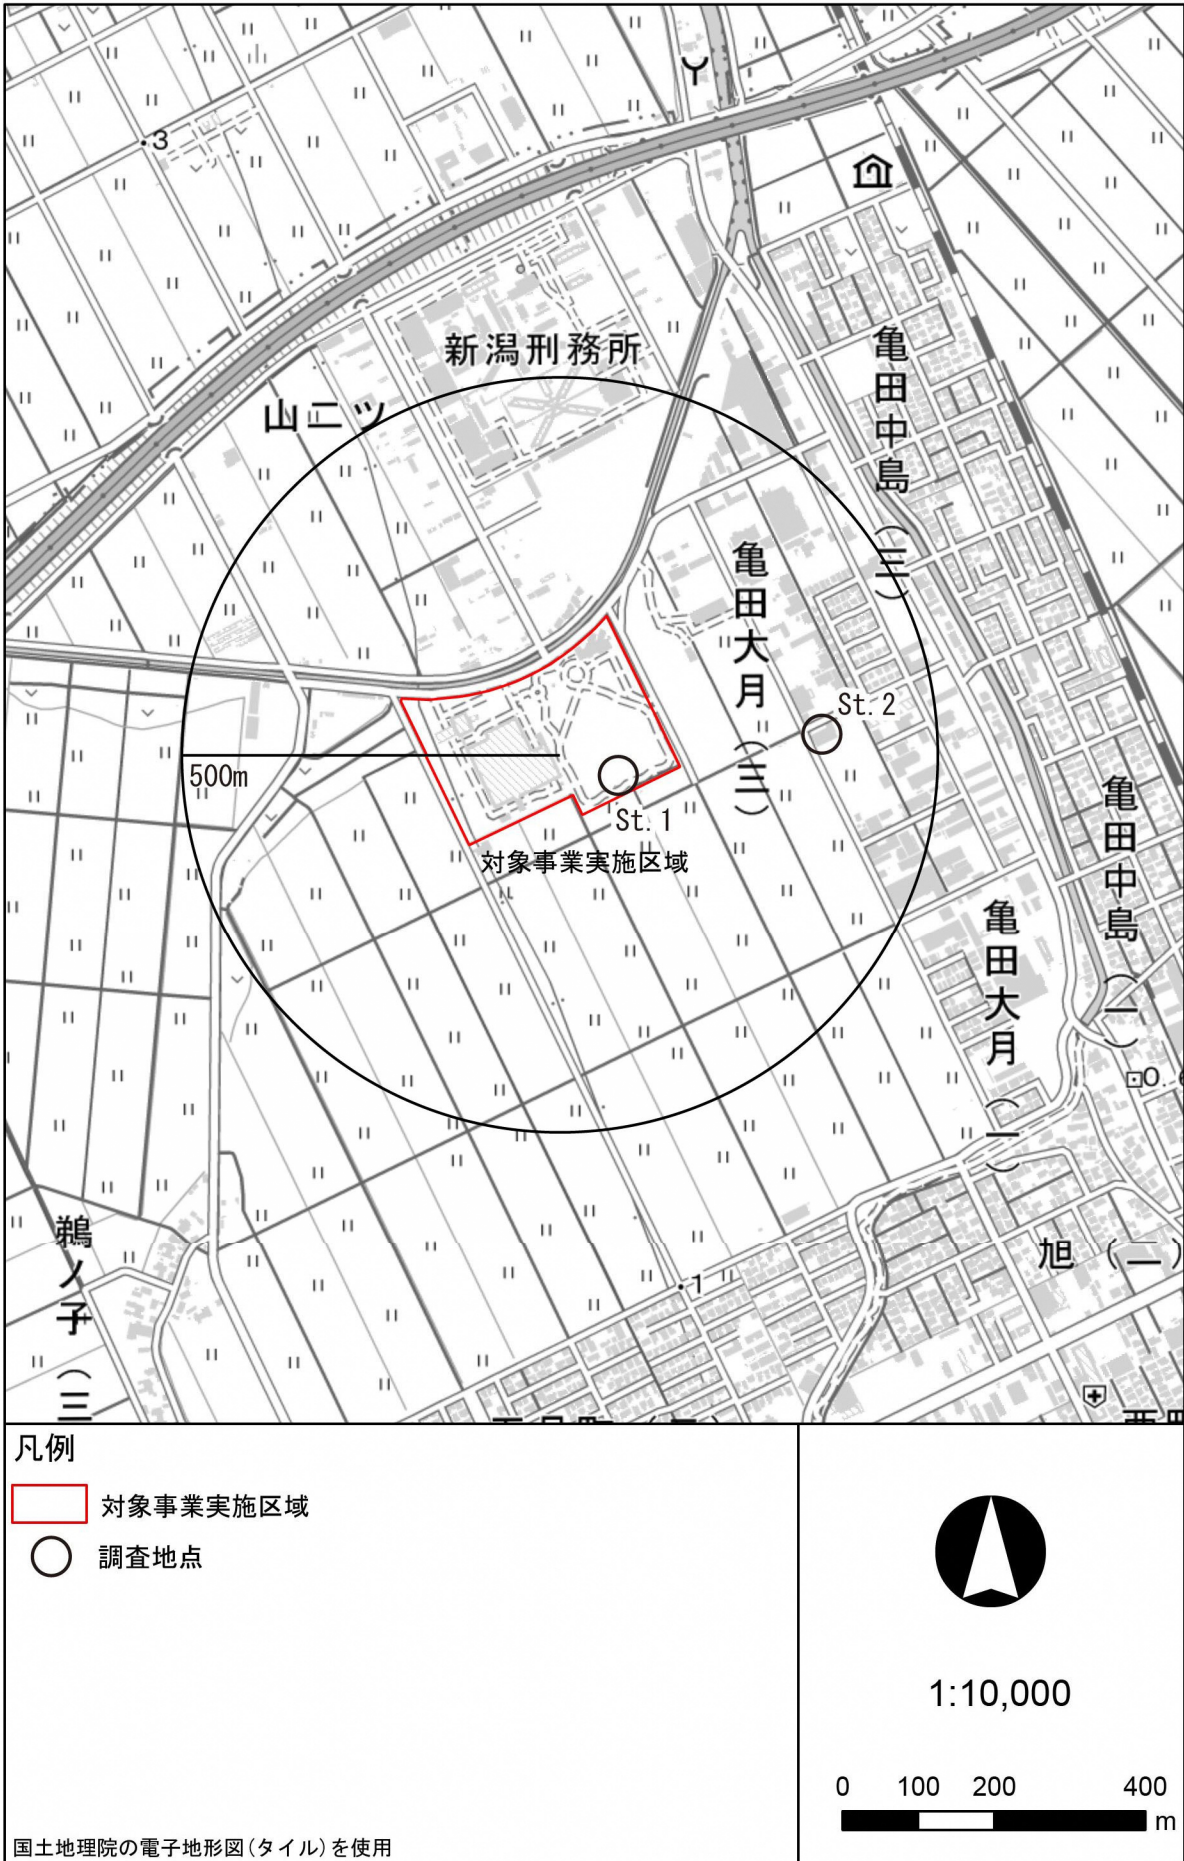 3
新潟刑務所
山二ツ
亀田中島(三)
亀田大月(三)
St. 2
500m
St. 1
対象事業実施区域
亀田中島(一)
亀田大月(一)
鵜ノ子(三)
旭(二)
1
凡例
対象事業実施区域
調査地点
1:10,000
0 100 200 400
m
国土地理院の電子地形図(タイル)を使用